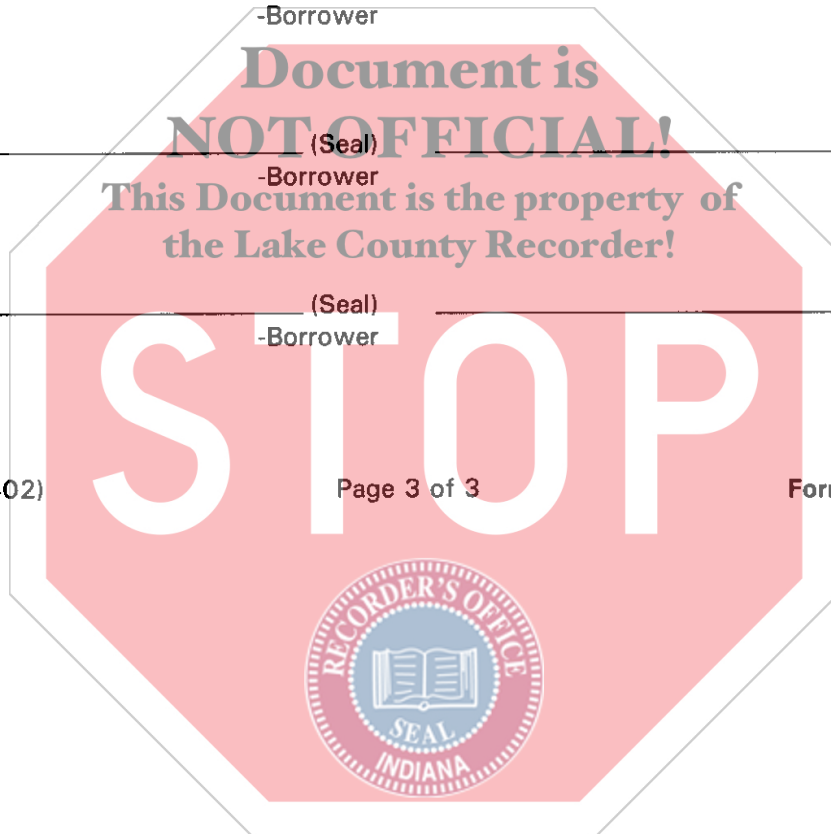 -Borrower
Document is
NOT OFFICIAL!
(Seal)
-Borrower
This Document is the property of
the Lake County Recorder!
(Seal)
-Borrower
STOP
02)
Page 3 of 3
RECORDER'S OFFICE
SEAL
INDIANA